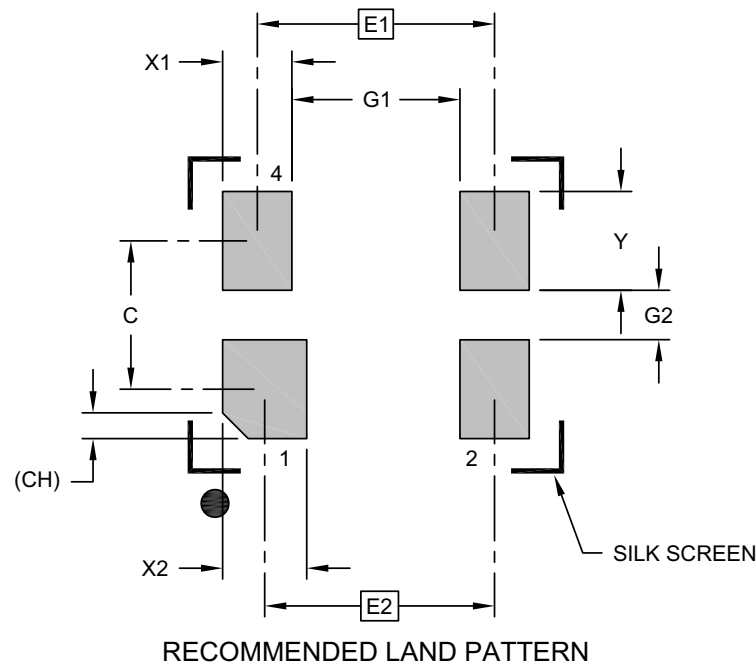 E1
X1
G1
4
Y
C
G2
(CH)
1
2
X2
SILK SCREEN
E2
RECOMMENDED LAND PATTERN